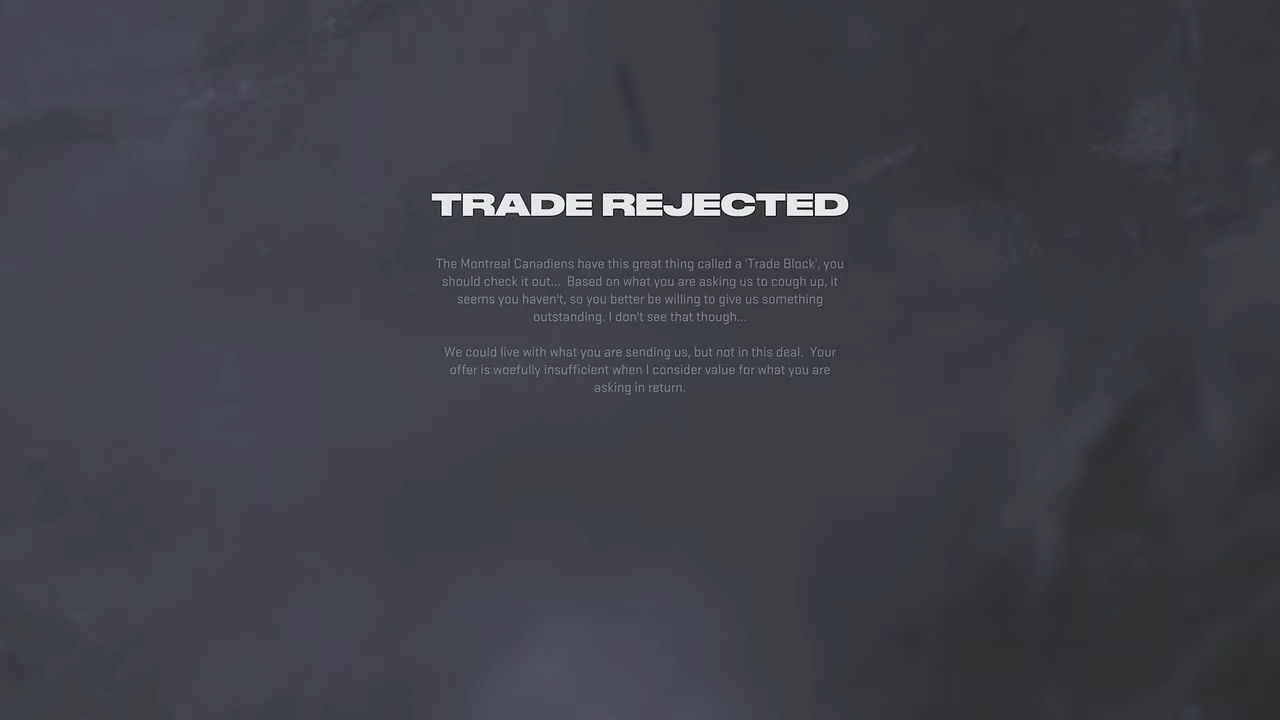 TRADE REJECTED
The Montreal Canadiens have this great thing called a 'Trade Block', you
should check it out...  Based on what you are asking us to cough up, it
seems you haven't, so you better be willing to give us something
outstanding. I don't see that though...
We could live with what you are sending us, but not in this deal.  Your
offer is woefully insufficient when I consider value for what you are
asking in return.